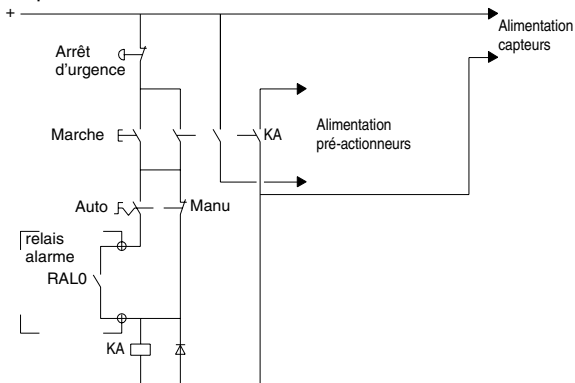 +
Alimentation
capteurs
Arrêt
d'urgence
Marche
KA
Alimentation
pré-actionneurs
Auto
Manu
relais
alarme
RAL0
KA